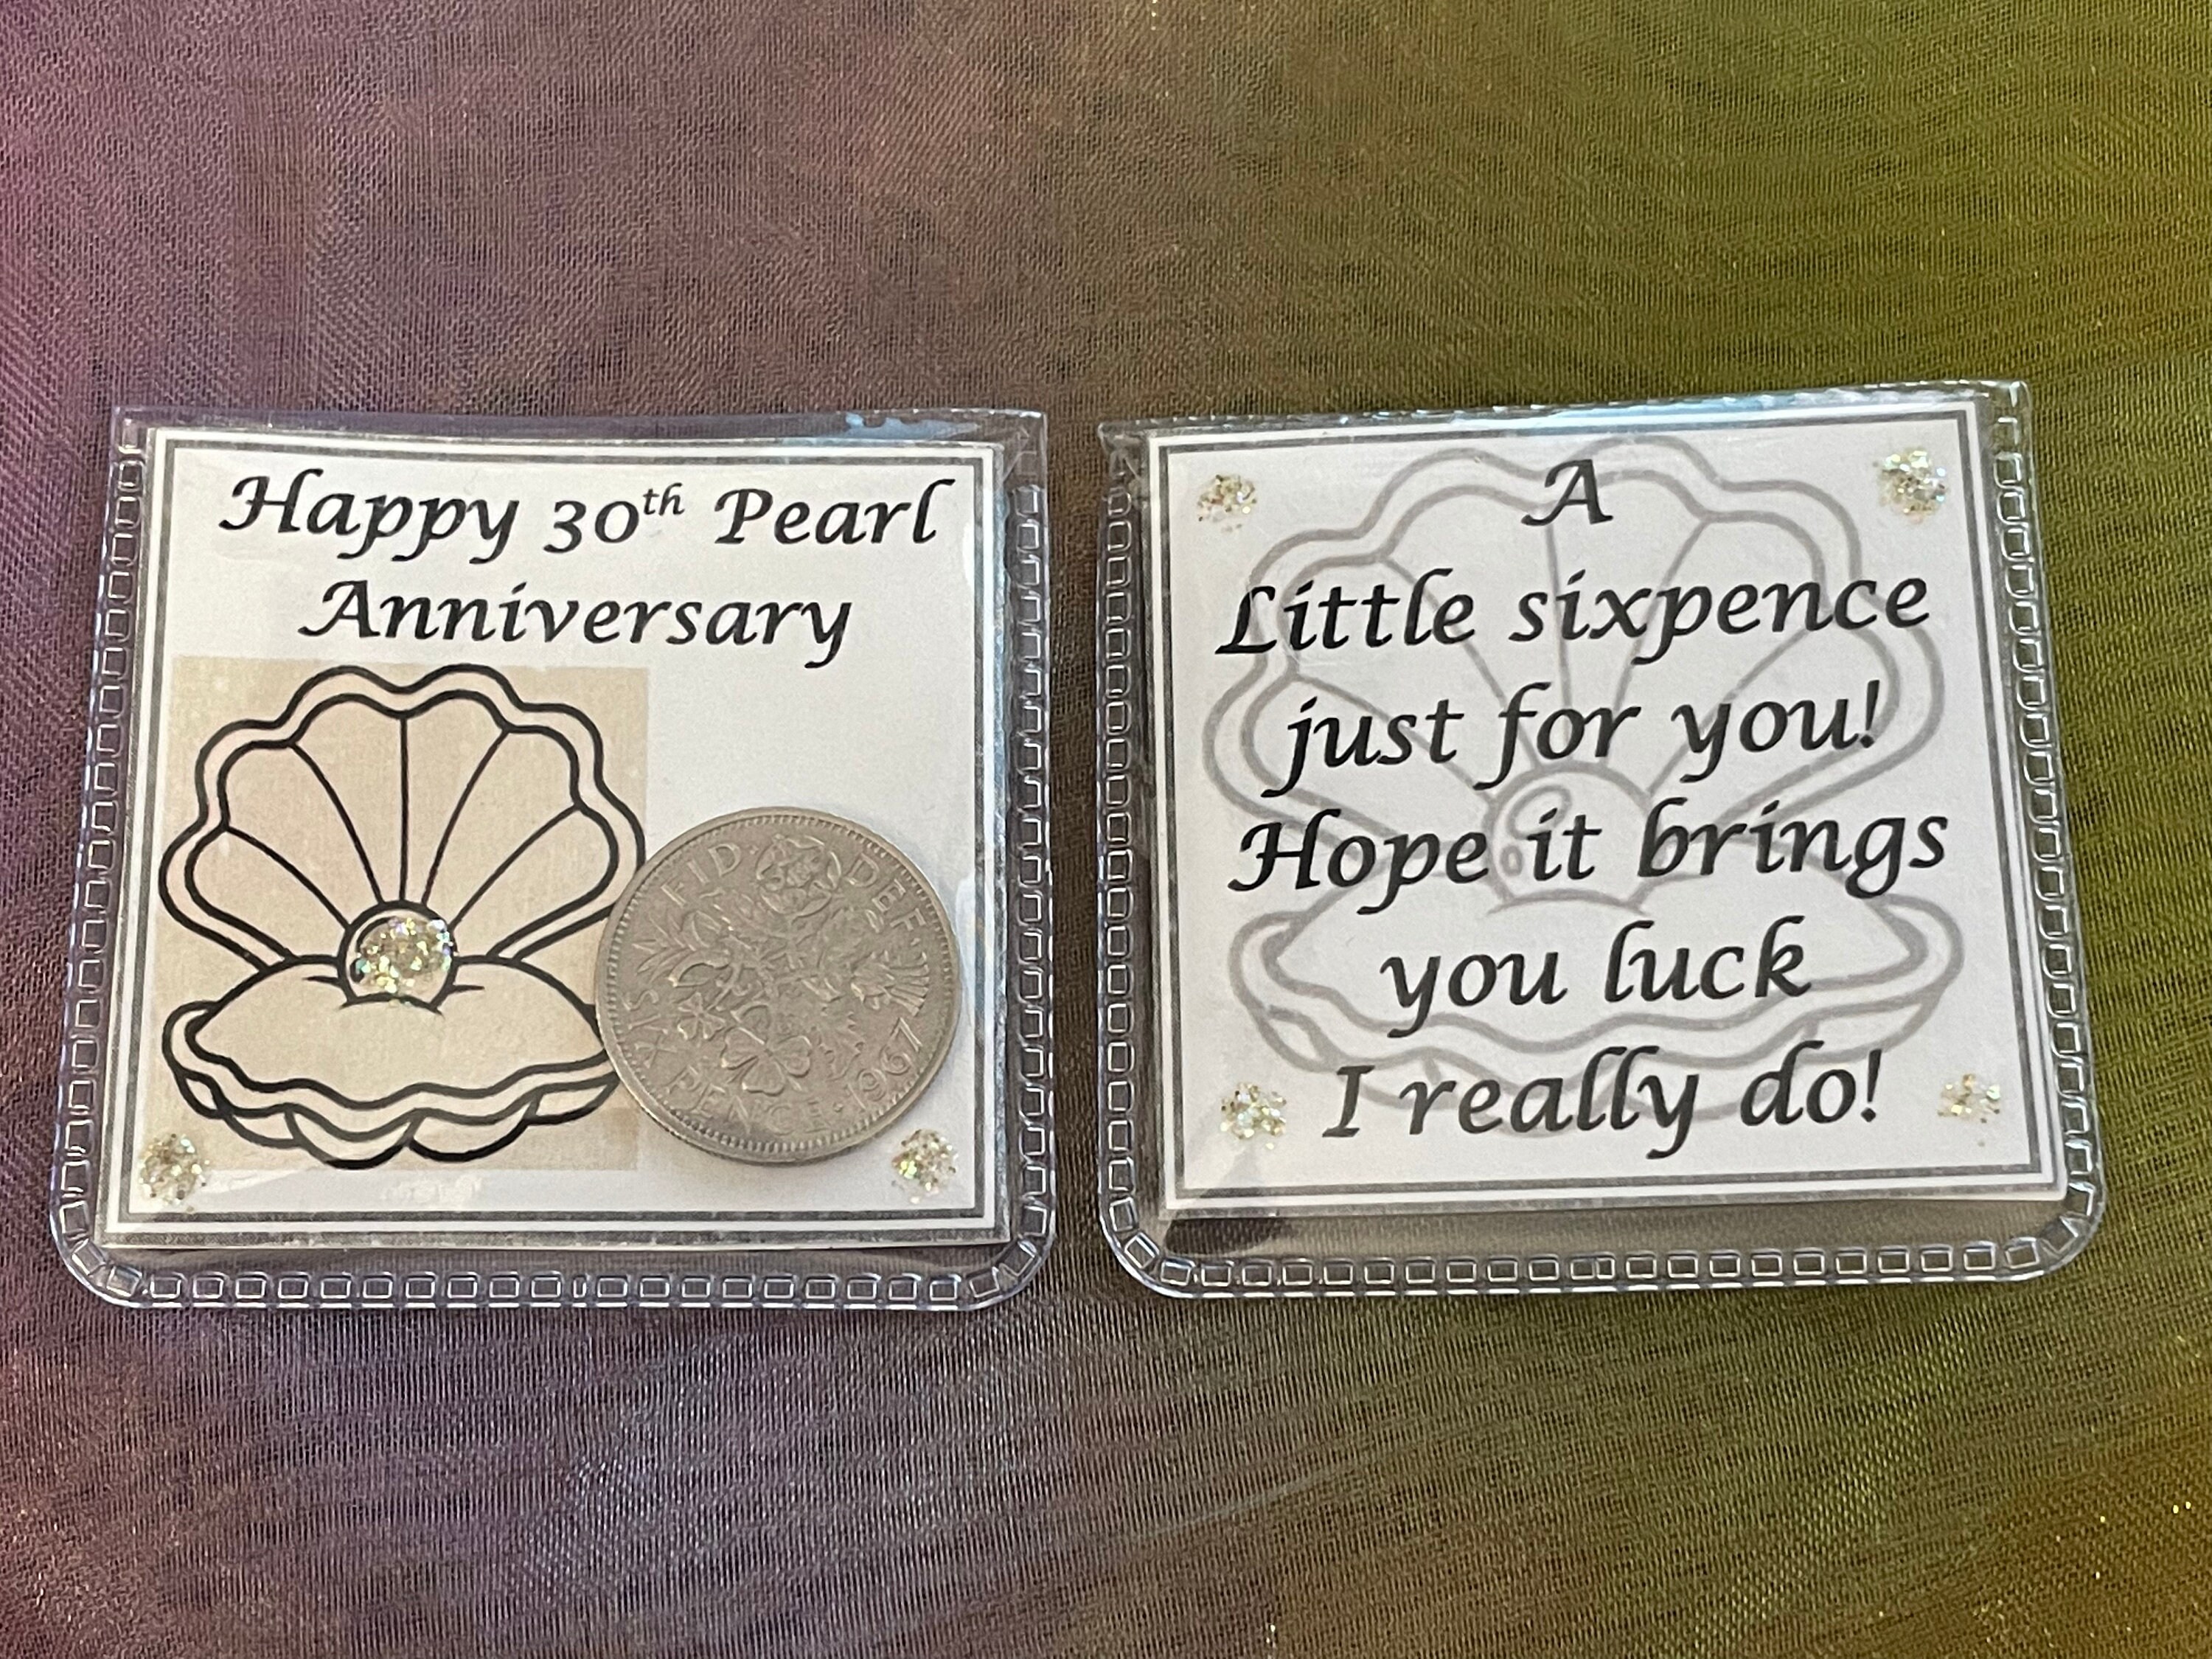 Happy 30th Pearl
Anniversary
FID · DEF ·
SIX
PENCE · 1967
A
Little sixpence
just for you!
Hope it brings
you luck
I really do!